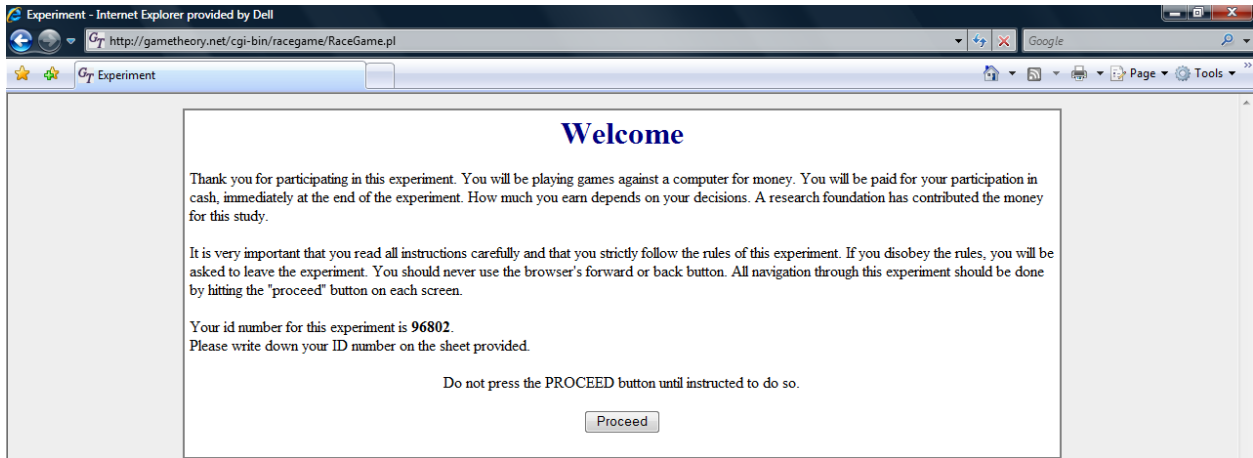 Experiment - Internet Explorer provided by Dell
GT http://gametheory.net/cgi-bin/racegame/RaceGame.pl
Google
GT Experiment
Page
Tools
Welcome
Thank you for participating in this experiment. You will be playing games against a computer for money. You will be paid for your participation in
cash, immediately at the end of the experiment. How much you earn depends on your decisions. A research foundation has contributed the money
for this study.
It is very important that you read all instructions carefully and that you strictly follow the rules of this experiment. If you disobey the rules, you will be
asked to leave the experiment. You should never use the browser's forward or back button. All navigation through this experiment should be done
by hitting the "proceed" button on each screen.
Your id number for this experiment is 96802.
Please write down your ID number on the sheet provided.
Do not press the PROCEED button until instructed to do so.
Proceed